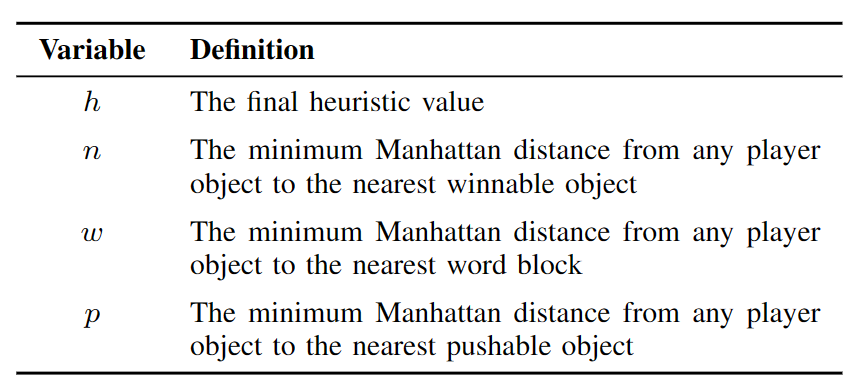 Variable Definition
h The final heuristic value
n The minimum Manhattan distance from any player
object to the nearest winnable object
w The minimum Manhattan distance from any player
object to the nearest word block
p The minimum Manhattan distance from any player
object to the nearest pushable object